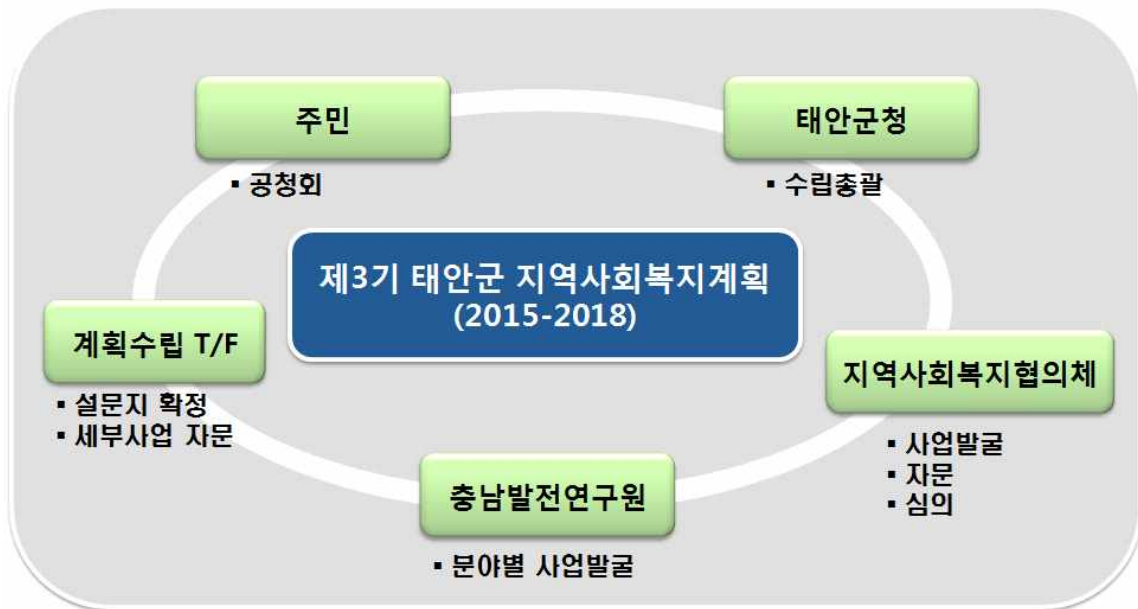 주민
▪ 공청회
태안군청
▪ 수립총괄
제3기 태안군 지역사회복지계획
(2015-2018)
계획수립 T/F
▪ 설문지 확정
▪ 세부사업 자문
지역사회복지협의체
▪ 사업발굴
▪ 자문
▪ 심의
충남발전연구원
▪ 분야별 사업발굴